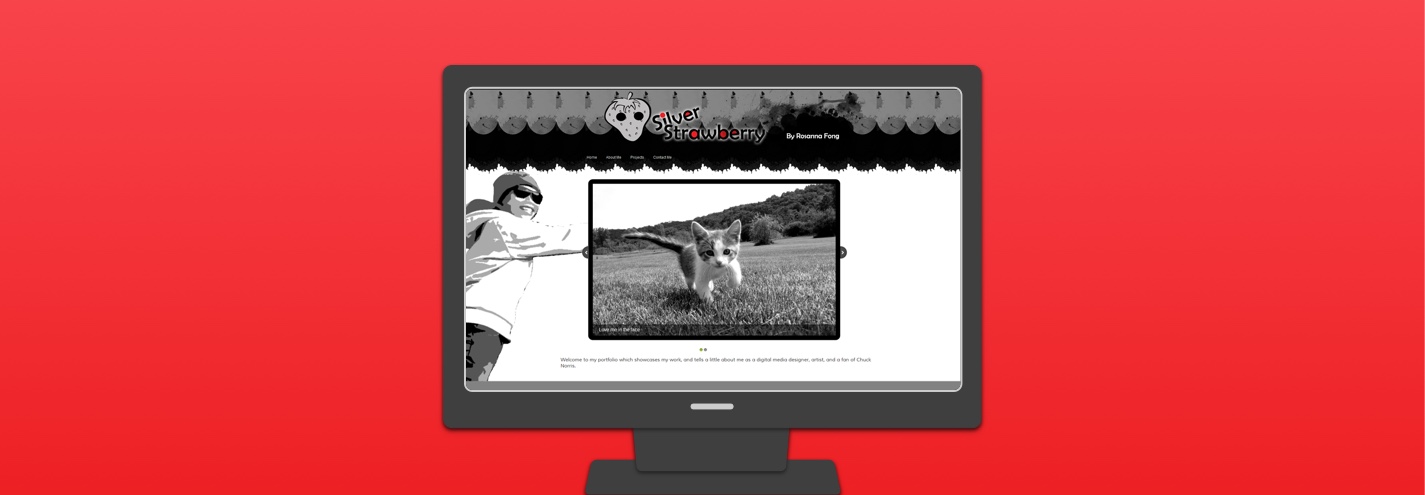 Silver
Strawberry
By Rosanna Fong
Home About Me Projects Contact Me
Love me in the face
Welcome to my portfolio which showcases my work, and tells a little about me as a digital media designer, artist, and a fan of Chuck
Norris.